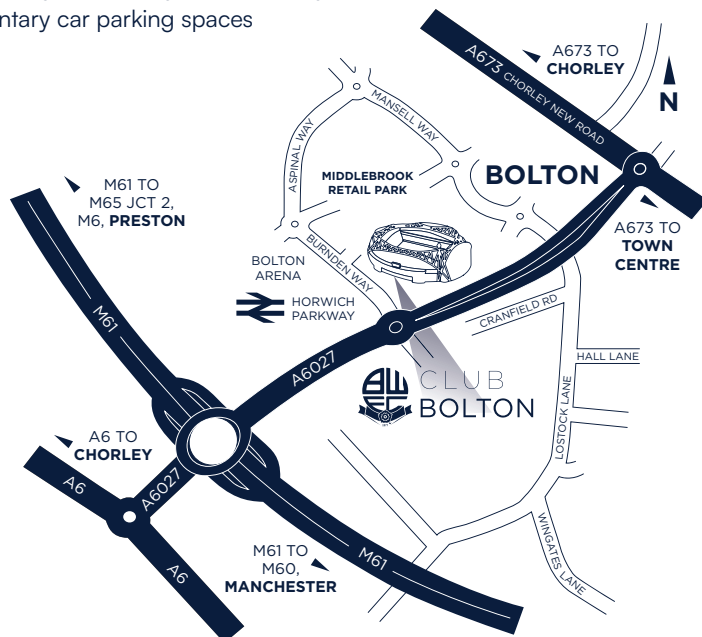 ntary car parking spaces
A673 TO
CHORLEY
N
A673 CHORLEY NEW ROAD
MANSELL WAY
ASPINAL WAY
MIDDLEBROOK
RETAIL PARK
BOLTON
M61 TO
M65 JCT 2,
M6, PRESTON
A673 TO
TOWN
CENTRE
BURNDEN WAY
BOLTON
ARENA
HORWICH
PARKWAY
CRANFIELD RD
M61
A6027
HALL LANE
CLUB
BOLTON
LOSTOCK LANE
A6 TO
CHORLEY
A6
A6027
WINGATES LANE
M61 TO
M60,
MANCHESTER
M61
A6